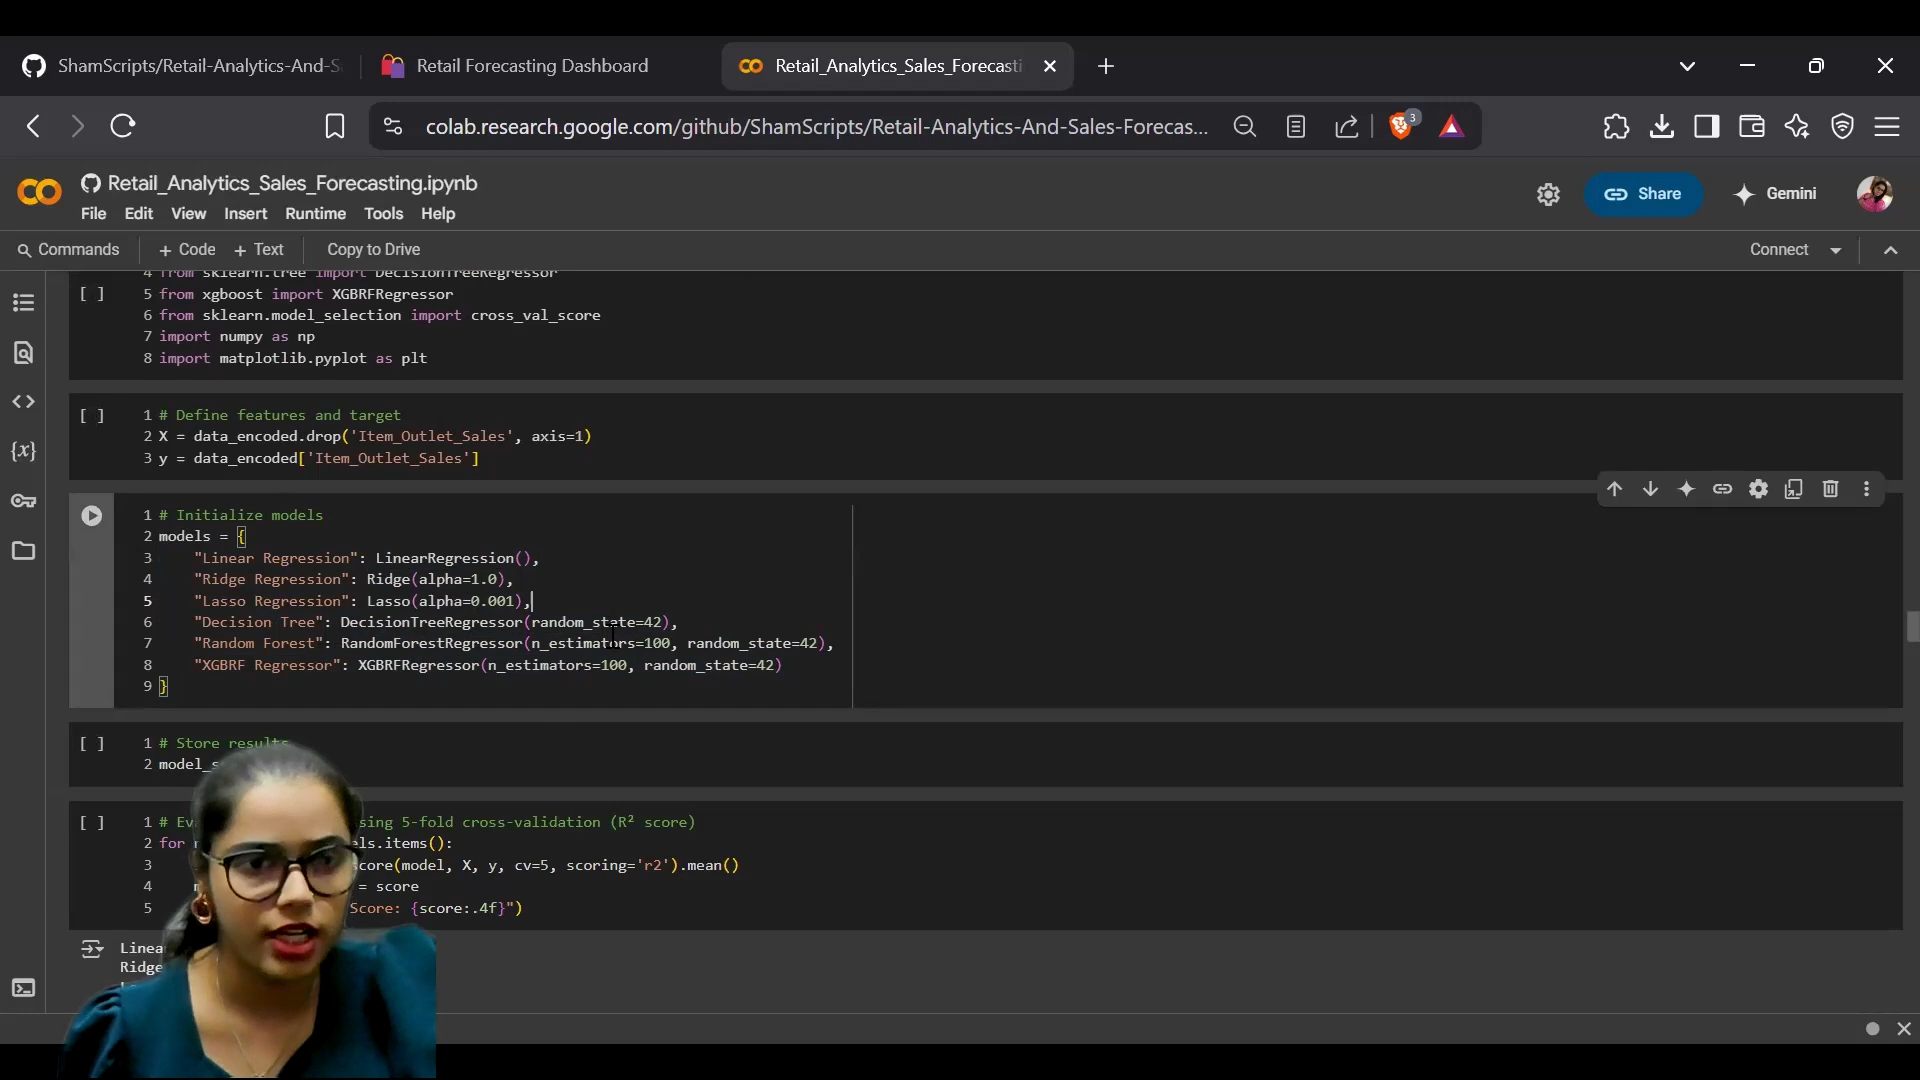 ShamScripts/Retail-Analytics-And-S
Retail Forecasting Dashboard
Retail_Analytics_Sales_Forecasti
colab.research.google.com/github/ShamScripts/Retail-Analytics-And-Sales-Forecas...
3
Retail_Analytics_Sales_Forecasting.ipynb
File Edit View Insert Runtime Tools Help
Share
Gemini
Commands + Code + Text Copy to Drive
Connect
4 from sklearn.tree import DecisionTreeRegressor
[ ] 5 from xgboost import XGBRFRegressor
6 from sklearn.model_selection import cross_val_score
7 import numpy as np
8 import matplotlib.pyplot as plt
[ ] 1 # Define features and target
2 X = data_encoded.drop('Item_Outlet_Sales', axis=1)
3 y = data_encoded['Item_Outlet_Sales']
1 # Initialize models
2 models = {
3 "Linear Regression": LinearRegression(),
4 "Ridge Regression": Ridge(alpha=1.0),
5 "Lasso Regression": Lasso(alpha=0.001),
6 "Decision Tree": DecisionTreeRegressor(random_state=42),
7 "Random Forest": RandomForestRegressor(n_estimators=100, random_state=42),
8 "XGBRF Regressor": XGBRFRegressor(n_estimators=100, random_state=42)
9 }
[ ] 1 # Store results
2 model_s
[ ] 1 # Ev sing 5-fold cross-validation (R² score)
2 for ls.items():
3 core(model, X, y, cv=5, scoring='r2').mean()
4 = score
5 Score: {score:.4f}")
Linea
Ridge